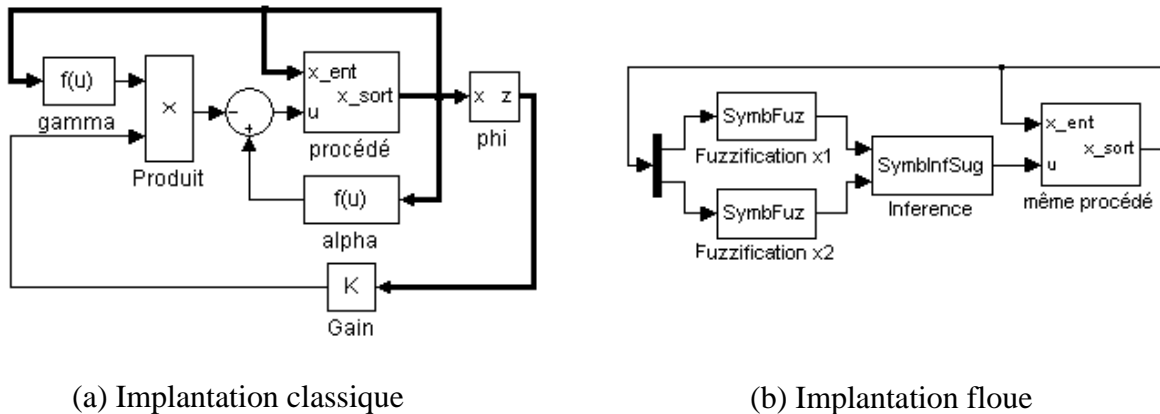 f(u)
gamma
×
Produit
−
+
x_ent
x_sort
u
procédé
x z
phi
f(u)
alpha
K
Gain
(a) Implantation classique
SymbFuz
Fuzzification x1
SymbFuz
Fuzzification x2
SymbInfSug
Inference
x_ent
x_sort
u
même procédé
(b) Implantation floue